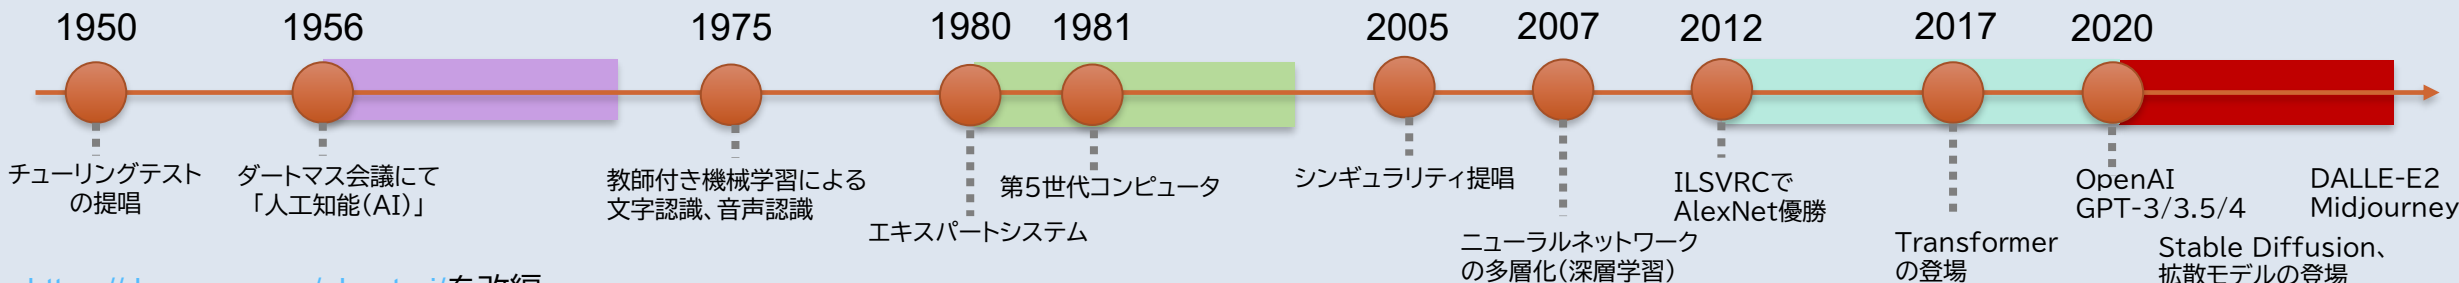 1950
1956
1975
1980
1981
2005
2007
2012
2017
2020
チューリングテスト
の提唱
ダートマス会議にて
「人工知能(AI)」
教師付き機械学習による
文字認識、音声認識
エキスパートシステム
第5世代コンピュータ
シンギュラリティ提唱
ニューラルネットワーク
の多層化(深層学習)
ILSVRCで
AlexNet優勝
Transformer
の登場
OpenAI
GPT-3/3.5/4
Stable Diffusion、
拡散モデルの登場
DALLE-E2
Midjourney
を改編